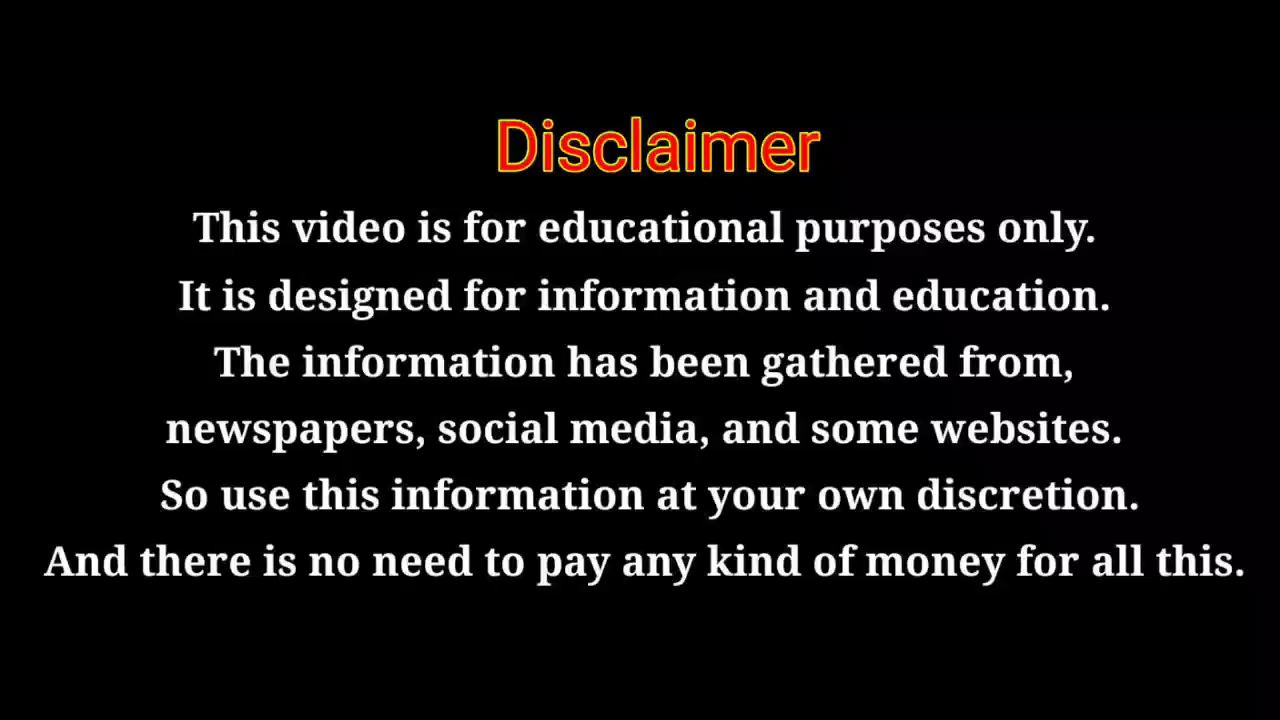 Disclaimer
This video is for educational purposes only.
It is designed for information and education.
The information has been gathered from,
newspapers, social media, and some websites.
So use this information at your own discretion.
And there is no need to pay any kind of money for all this.